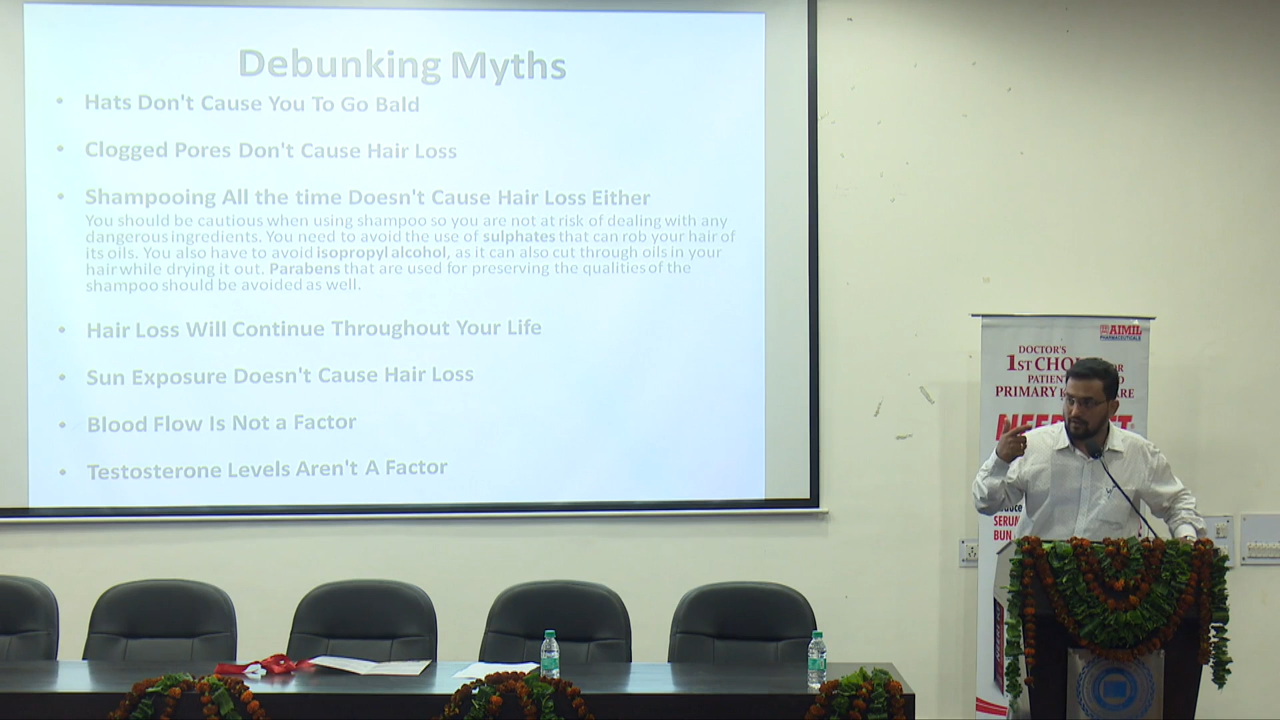 Debunking Myths
• Hats Don't Cause You To Go Bald
• Clogged Pores Don't Cause Hair Loss
• Shampooing All the time Doesn't Cause Hair Loss Either
You should be cautious when using shampoo so you are not at risk of dealing with any
dangerous ingredients. You need to avoid the use of sulphates that can rob your hair of
its oils. You also have to avoid isopropyl alcohol, as it can also cut through oils in your
hair while drying it out. Parabens that are used for preserving the qualities of the
shampoo should be avoided as well.
• Hair Loss Will Continue Throughout Your Life
• Sun Exposure Doesn't Cause Hair Loss
• Blood Flow Is Not a Factor
• Testosterone Levels Aren't A Factor
AIMIL
PHARMACEUTICALS
DOCTOR'S
1ST
PRIMARY
SERUM
BUN